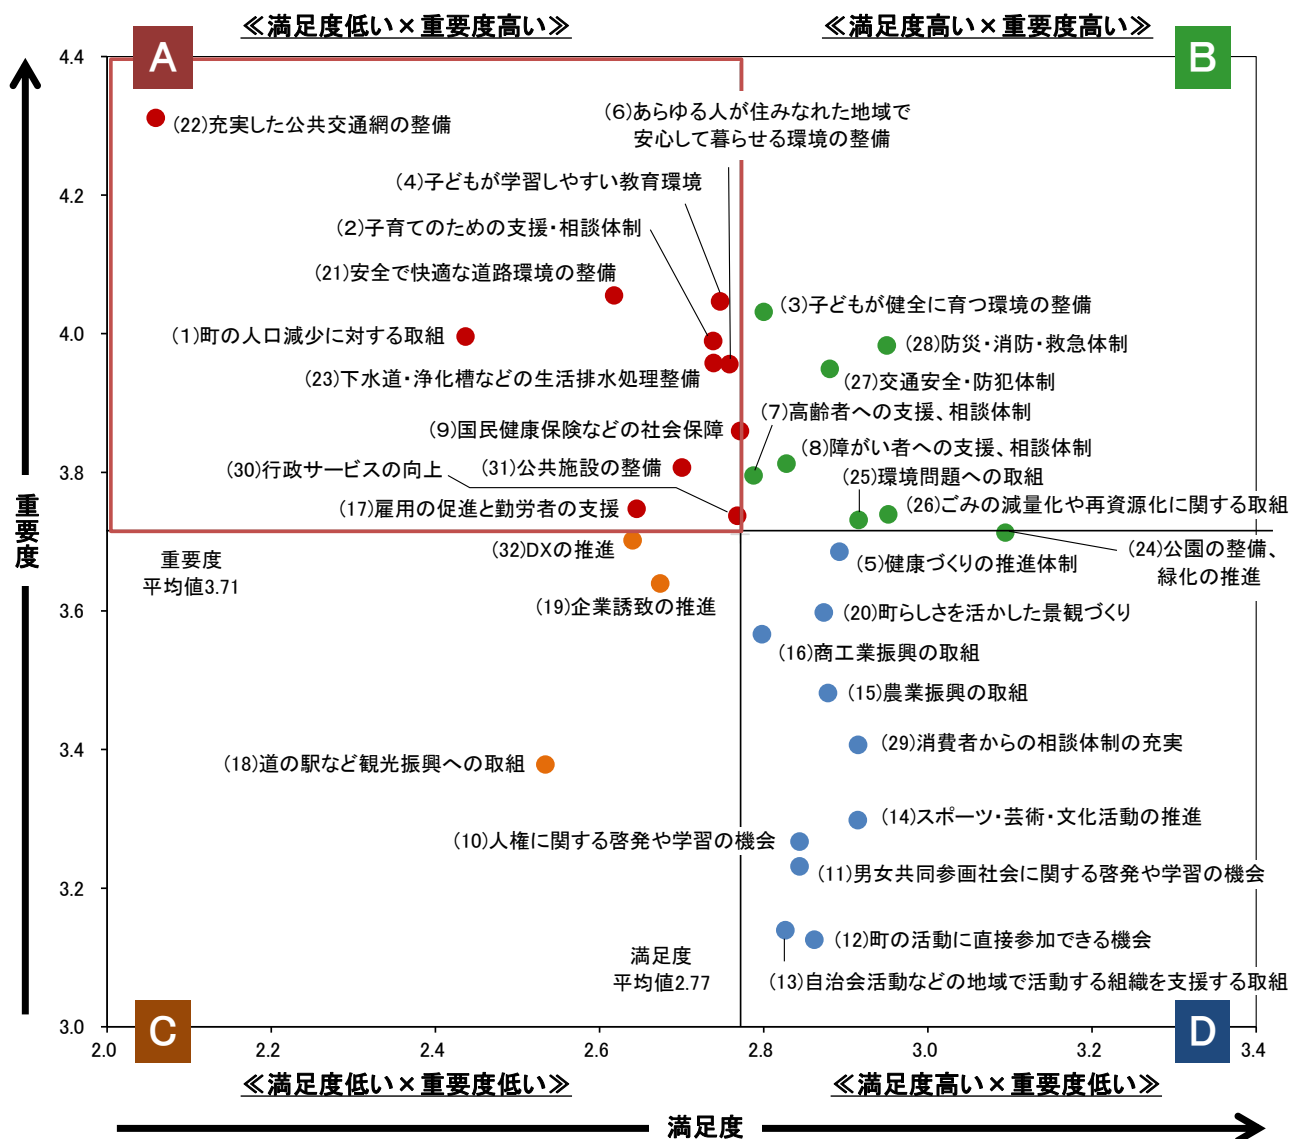 ≪満足度低い×重要度高い≫
≪満足度高い×重要度高い≫
A
B
4.4
4.2
4.0
3.8
3.6
3.4
3.2
3.0
重要度
(22)充実した公共交通網の整備
(6)あらゆる人が住みなれた地域で
安心して暮らせる環境の整備
(4)子どもが学習しやすい教育環境
(2)子育てのための支援・相談体制
(21)安全で快適な道路環境の整備
(3)子どもが健全に育つ環境の整備
(1)町の人口減少に対する取組
(28)防災・消防・救急体制
(23)下水道・浄化槽などの生活排水処理整備
(27)交通安全・防犯体制
(7)高齢者への支援、相談体制
(9)国民健康保険などの社会保障
(8)障がい者への支援、相談体制
(30)行政サービスの向上
(31)公共施設の整備
(25)環境問題への取組
(17)雇用の促進と勤労者の支援
(26)ごみの減量化や再資源化に関する取組
(32)DXの推進
(24)公園の整備、
緑化の推進
重要度
平均値3.71
(5)健康づくりの推進体制
(19)企業誘致の推進
(20)町らしさを活かした景観づくり
(16)商工業振興の取組
(15)農業振興の取組
(29)消費者からの相談体制の充実
(18)道の駅など観光振興への取組
(14)スポーツ・芸術・文化活動の推進
(10)人権に関する啓発や学習の機会
(11)男女共同参画社会に関する啓発や学習の機会
(12)町の活動に直接参加できる機会
満足度
平均値2.77
(13)自治会活動などの地域で活動する組織を支援する取組
C
D
2.0
2.2
2.4
2.6
2.8
3.0
3.2
3.4
≪満足度低い×重要度低い≫
≪満足度高い×重要度低い≫
満足度